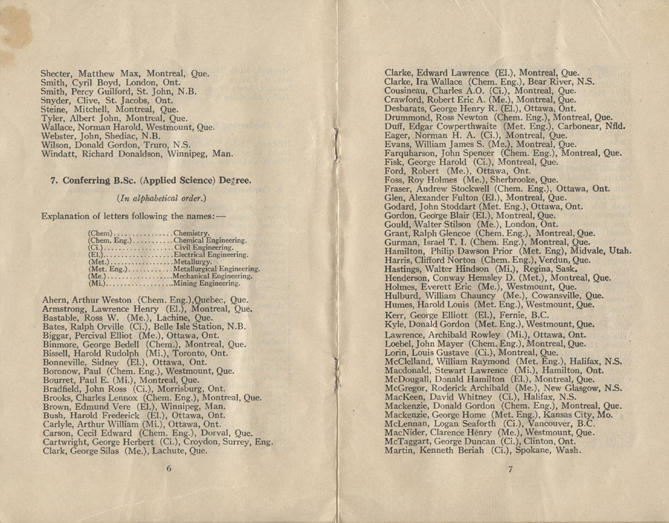 Shecter, Matthew Max, Montreal, Que.
Smith, Cyril Boyd, London, Ont.
Smith, Percy Guilford, St. John, N.B.
Snyder, Clive, St. Jacobs, Ont.
Steine, Mitchell, Montreal, Que.
Tyler, Albert John, Montreal, Que.
Wallace, Norman Harold, Westmount, Que.
Webster, John, Shediac, N.B.
Wilson, Donald Gordon, Truro, N.S.
Windatt, Richard Donaldson, Winnipeg, Man.
7. Conferring B.Sc. (Applied Science) Degree.
(In alphabetical order.)
Explanation of letters following the names:—
(Chem)...............Chemistry.
(Chem. Eng.)..........Chemical Engineering.
(Ci.)..................Civil Engineering.
(El.)..................Electrical Engineering.
(Met.)................Metallurgy.
(Met. Eng.)...........Metallurgical Engineering.
(Me.).................Mechanical Engineering.
(Mi.).................Mining Engineering.
Ahern, Arthur Weston (Chem. Eng.),Quebec, Que.
Armstrong, Lawrence Henry (El.), Montreal, Que.
Bastable, Ross W. (Me.), Lachine, Que.
Bates, Ralph Orville (Ci.), Belle Isle Station, N.B.
Biggar, Percival Elliot (Me.), Ottawa, Ont.
Binmore, George Bedell (Chem.), Montreal, Que.
Bissell, Harold Rudolph (Mi.), Toronto, Ont.
Bonneville, Sidney (El.), Ottawa, Ont.
Boronow, Paul (Chem. Eng.), Westmount, Que.
Bourret, Paul E. (Mi.), Montreal, Que.
Bradfield, John Ross (Ci.), Morrisburg, Ont.
Brooks, Charles Lennox (Chem. Eng.), Montreal, Que.
Brown, Edmund Vere (El.), Winnipeg, Man.
Bush, Harold Frederick (El.), Ottawa, Ont.
Carlyle, Arthur William (Mi.), Ottawa, Ont.
Carson, Cecil Edward (Chem. Eng.), Dorval, Que.
Cartwright, George Herbert (Ci.), Croydon, Surrey, Eng.
Clark, George Silas (Me.), Lachute, Que.
6
Clarke, Edward Lawrence (El.), Montreal, Que.
Clarke, Ira Wallace (Chem. Eng.), Bear River, N.S.
Cousineau, Charles A.O. (Ci.), Montreal, Que.
Crawford, Robert Eric A. (Me.), Montreal, Que.
Desbarats, George Henry R. (El.), Ottawa, Ont.
Drummond, Ross Newton (Chem. Eng.), Montreal, Que.
Duff, Edgar Cowperthwaite (Met. Eng.), Carbonear, Nfld.
Eager, Norman H. A. (Ci.), Montreal, Que.
Evans, William James S. (Me.), Montreal, Que.
Farquharson, John Spencer (Chem. Eng.), Montreal, Que.
Fisk, George Harold (Ci.), Montreal, Que.
Ford, Robert (Me.), Ottawa, Ont.
Foss, Roy Holmes (Me.), Sherbrooke, Que.
Fraser, Andrew Stockwell (Chem. Eng.), Ottawa, Ont.
Glen, Alexander Fulton (El.), Montreal, Que.
Godard, John Stoddart (Met. Eng.), Ottawa, Ont.
Gordon, George Blair (El.), Montreal, Que.
Gould, Walter Stilson (Me.), London, Ont.
Grant, Ralph Glencoe (Chem. Eng.), Montreal, Que.
Gurman, Israel T. I. (Chem. Eng.), Montreal, Que.
Hamilton, Philip Dawson Prior (Met. Eng), Midvale, Utah.
Harris, Clifford Norton (Chem. Eng.), Verdun, Que.
Hastings, Walter Hindson (Mi.), Regina, Sask.
Henderson, Conway Hemsley D. (Met.), Montreal, Que.
Holmes, Everett Eric (Me.), Westmount, Que.
Hulburd, William Chauncy (Me.), Cowansville, Que.
Humes, Harold Louis (Met. Eng.), Westmount, Que.
Kerr, George Elliott (El.), Fernie, B.C.
Kyle, Donald Gordon (Met. Eng.), Westmount, Que.
Lawrence, Archibald Rowley (Mi.), Ottawa, Ont.
Loebel, John Mayer (Chem. Eng.), Montreal, Que.
Lorin, Louis Gustave (Ci.), Montreal, Que.
McClelland, William Raymond (Met. Eng.), Halifax, N.S.
Macdonald, Stewart Lawrence (Mi.), Hamilton, Ont.
McDougall, Donald Hamilton (El.), Montreal, Que.
McGregor, Roderick Archibald (Me.), New Glasgow, N.S.
MacKeen, David Whitney (Ci.), Halifax, N.S.
Mackenzie, Donald Gordon (Chem. Eng.), Montreal, Que.
Mackenzie, George Home (Met. Eng.), Kansas City, Mo.
McLennan, Logan Seaforth (Ci.), Vancouver, B.C.
MacNider, Clarence Henry (Me.), Westmount, Que.
McTaggart, George Duncan (Ci.), Clinton, Ont.
Martin, Kenneth Beriah (Ci.), Spokane, Wash.
7